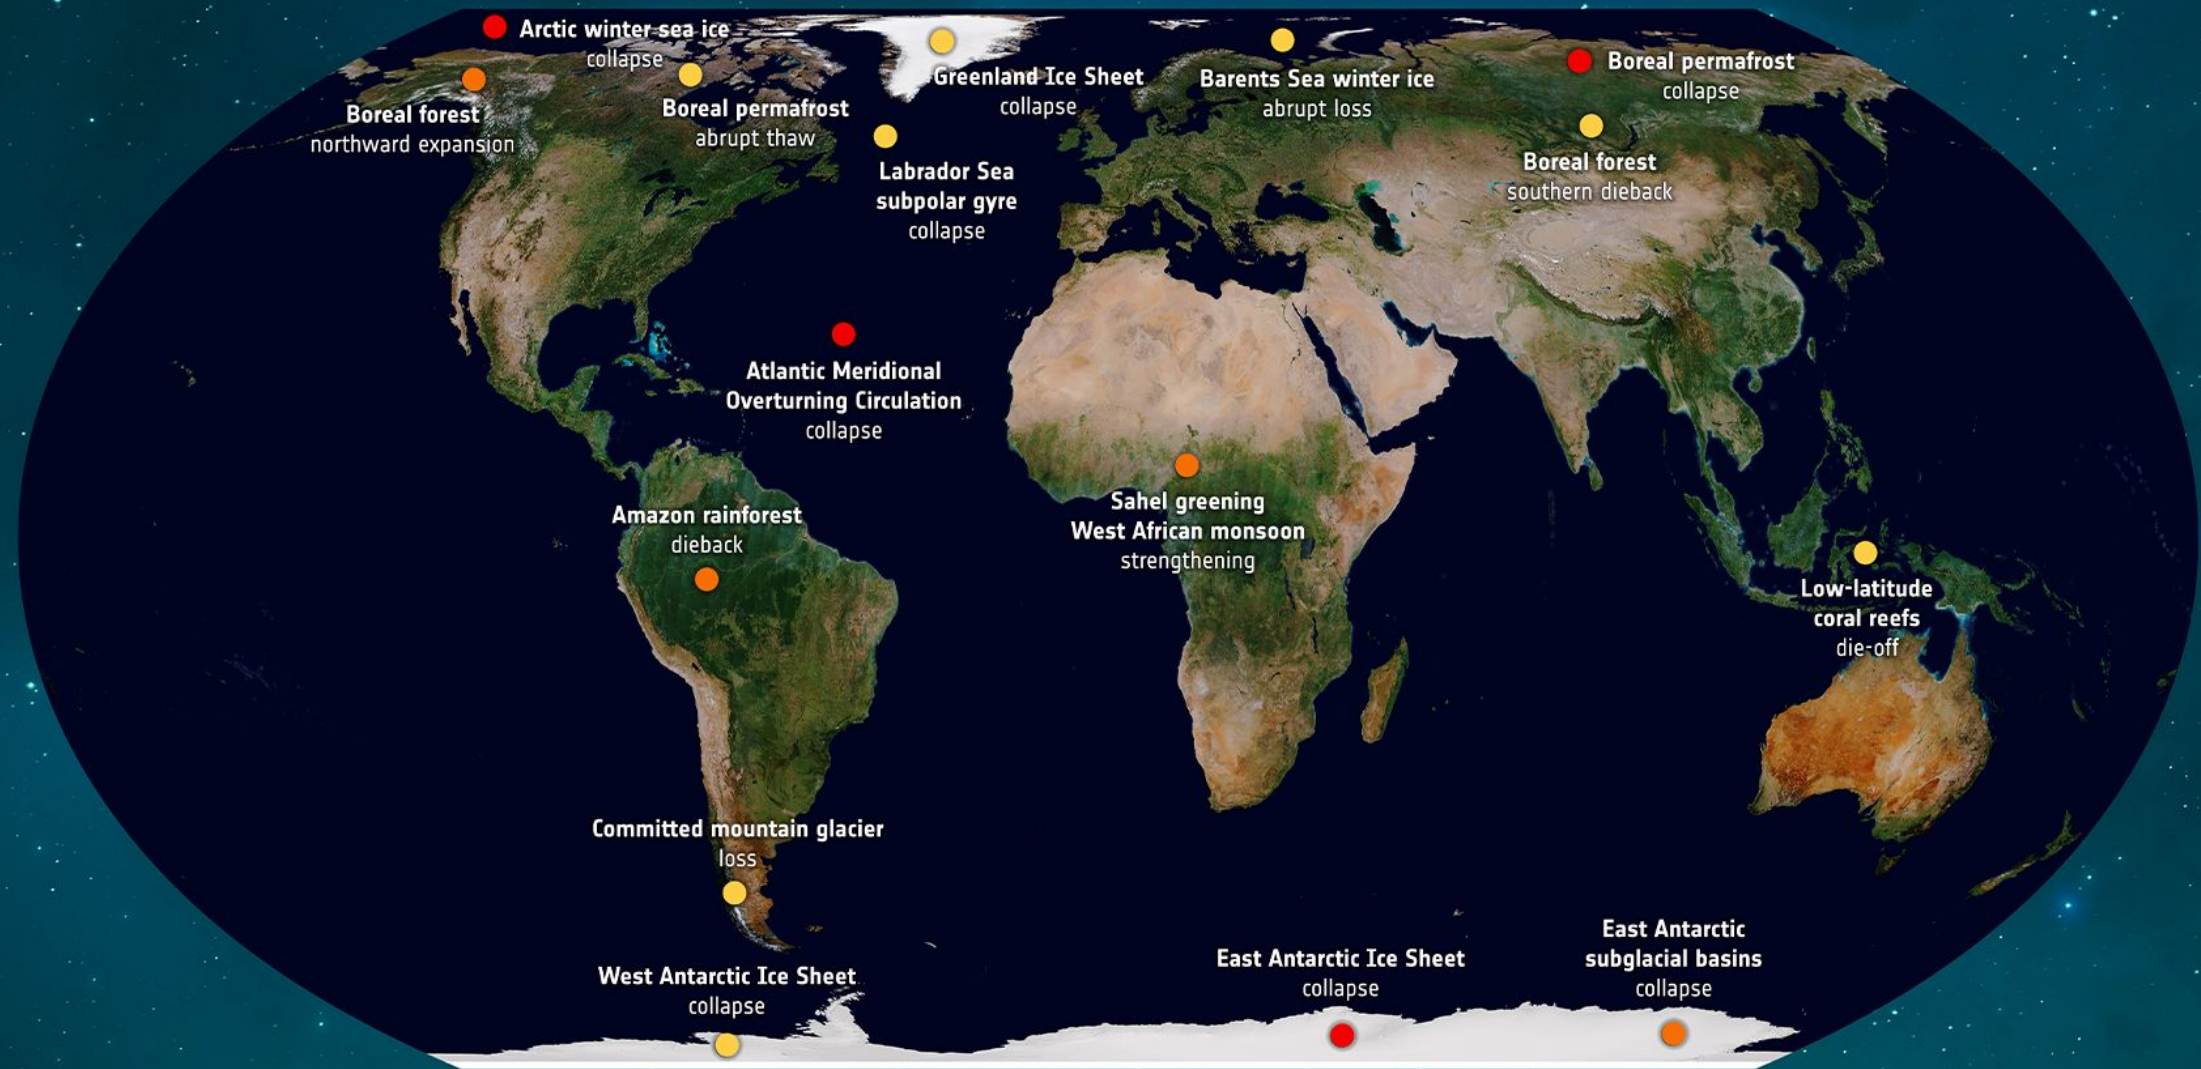 Arctic winter sea ice
collapse
Boreal forest
northward expansion
Boreal permafrost
abrupt thaw
Greenland Ice Sheet
collapse
Barents Sea winter ice
abrupt loss
Boreal permafrost
collapse
Boreal forest
southern dieback
Labrador Sea
subpolar gyre
collapse
Atlantic Meridional
Overturning Circulation
collapse
Amazon rainforest
dieback
Sahel greening
West African monsoon
strengthening
Low-latitude
coral reefs
die-off
Committed mountain glacier
loss
West Antarctic Ice Sheet
collapse
East Antarctic Ice Sheet
collapse
East Antarctic
subglacial basins
collapse